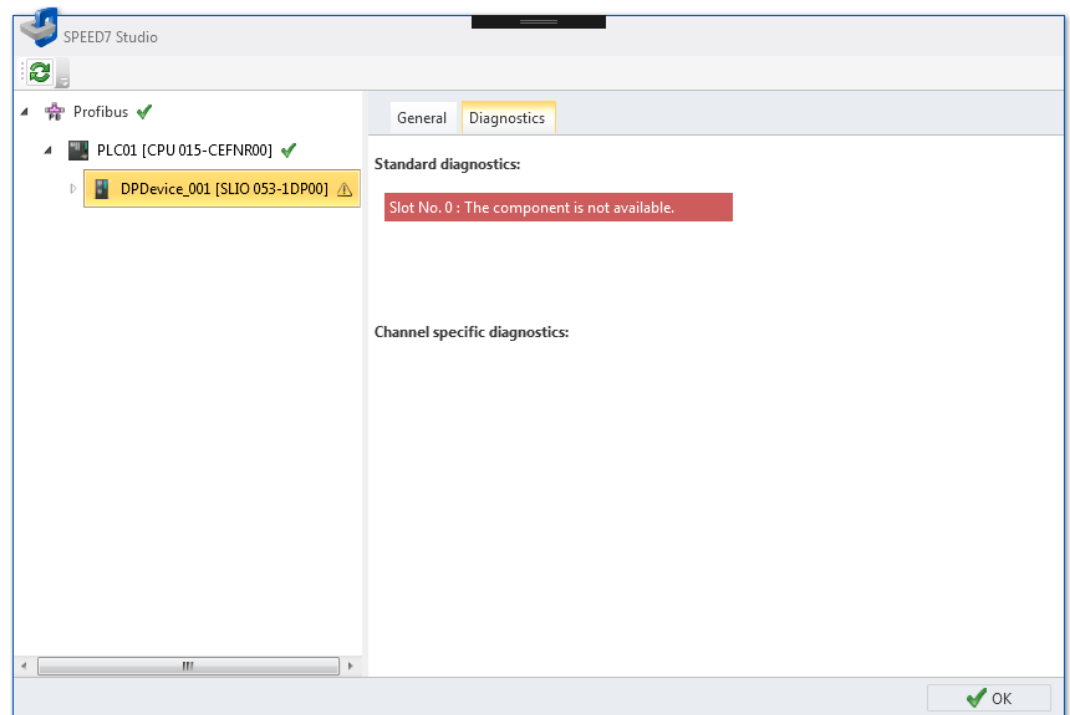 SPEED7 Studio
Profibus
PLC01 [CPU 015-CEFNR00]
DPDevice_001 [SLIO 053-1DP00]
General
Diagnostics
Standard diagnostics:
Slot No. 0 : The component is not available.
Channel specific diagnostics:
OK